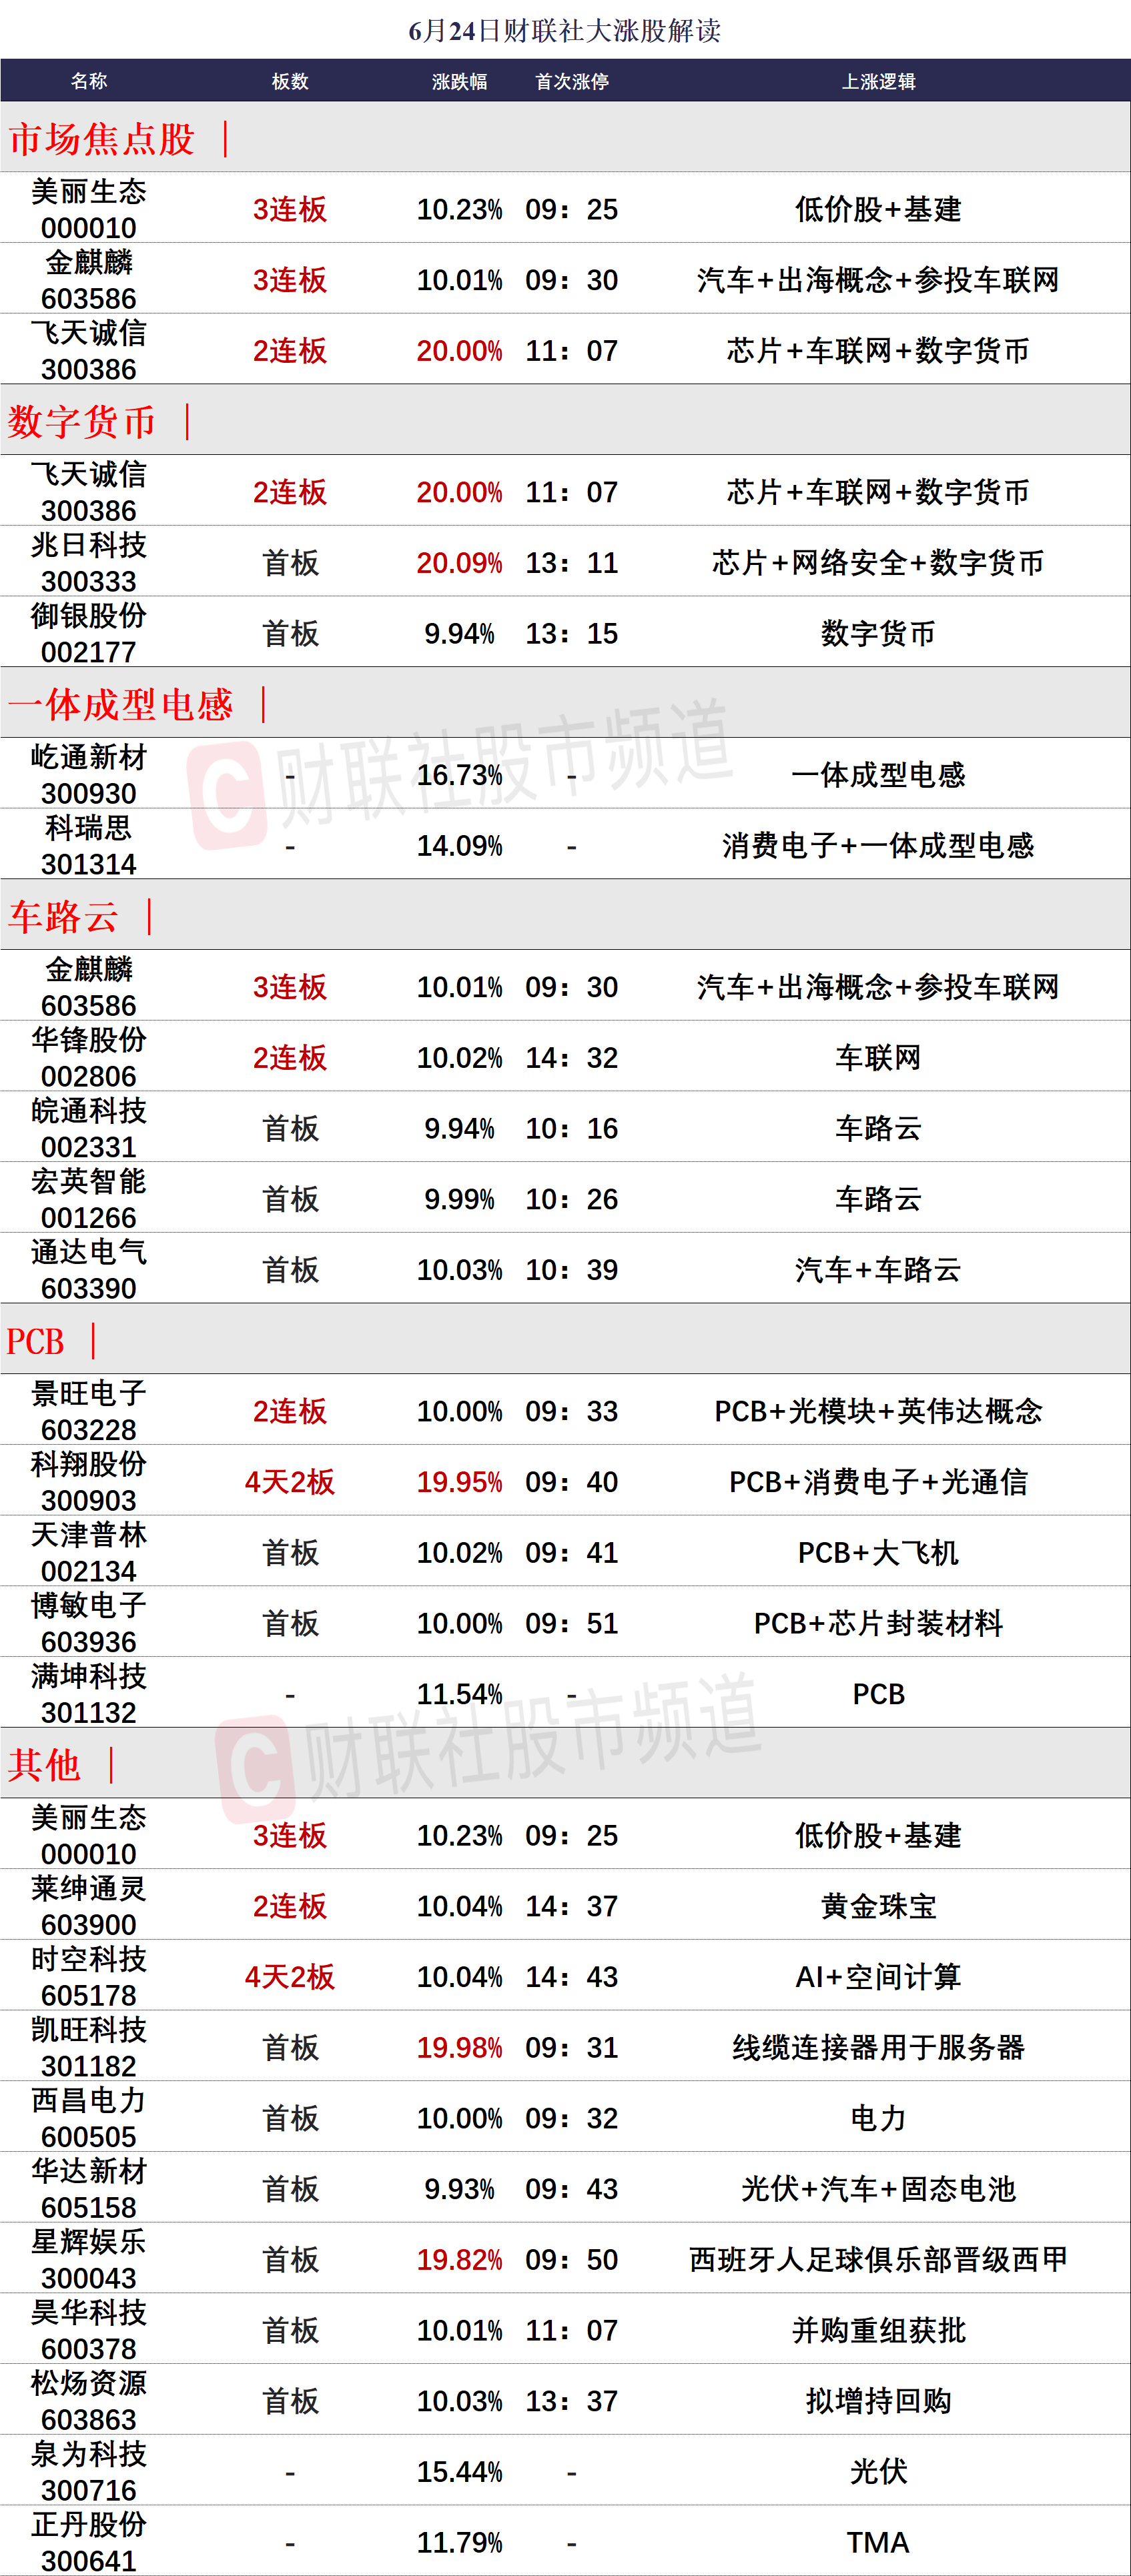 6月24日财联社大涨股解读
名称 板数 涨跌幅 首次涨停 上涨逻辑
市场焦点股 ｜
美丽生态
000010 3连板 10.23% 09：25 低价股+基建
金麒麟
603586 3连板 10.01% 09：30 汽车+出海概念+参投车联网
飞天诚信
300386 2连板 20.00% 11：07 芯片+车联网+数字货币
数字货币 ｜
飞天诚信
300386 2连板 20.00% 11：07 芯片+车联网+数字货币
兆日科技
300333 首板 20.09% 13：11 芯片+网络安全+数字货币
御银股份
002177 首板 9.94% 13：15 数字货币
一体成型电感 ｜
屹通新材
300930 - 16.73% - 一体成型电感
科瑞思
301314 - 14.09% - 消费电子+一体成型电感
财联社股市频道
车路云 ｜
金麒麟
603586 3连板 10.01% 09：30 汽车+出海概念+参投车联网
华锋股份
002806 2连板 10.02% 14：32 车联网
皖通科技
002331 首板 9.94% 10：16 车路云
宏英智能
001266 首板 9.99% 10：26 车路云
通达电气
603390 首板 10.03% 10：39 汽车+车路云
PCB ｜
景旺电子
603228 2连板 10.00% 09：33 PCB+光模块+英伟达概念
科翔股份
300903 4天2板 19.95% 09：40 PCB+消费电子+光通信
天津普林
002134 首板 10.02% 09：41 PCB+大飞机
博敏电子
603936 首板 10.00% 09：51 PCB+芯片封装材料
满坤科技
301132 - 11.54% - PCB
财联社股市频道
其他 ｜
美丽生态
000010 3连板 10.23% 09：25 低价股+基建
莱绅通灵
603900 2连板 10.04% 14：37 黄金珠宝
时空科技
605178 4天2板 10.04% 14：43 AI+空间计算
凯旺科技
301182 首板 19.98% 09：31 线缆连接器用于服务器
西昌电力
600505 首板 10.00% 09：32 电力
华达新材
605158 首板 9.93% 09：43 光伏+汽车+固态电池
星辉娱乐
300043 首板 19.82% 09：50 西班牙人足球俱乐部晋级西甲
昊华科技
600378 首板 10.01% 11：07 并购重组获批
松炀资源
603863 首板 10.03% 13：37 拟增持回购
泉为科技
300716 - 15.44% - 光伏
正丹股份
300641 - 11.79% - TMA